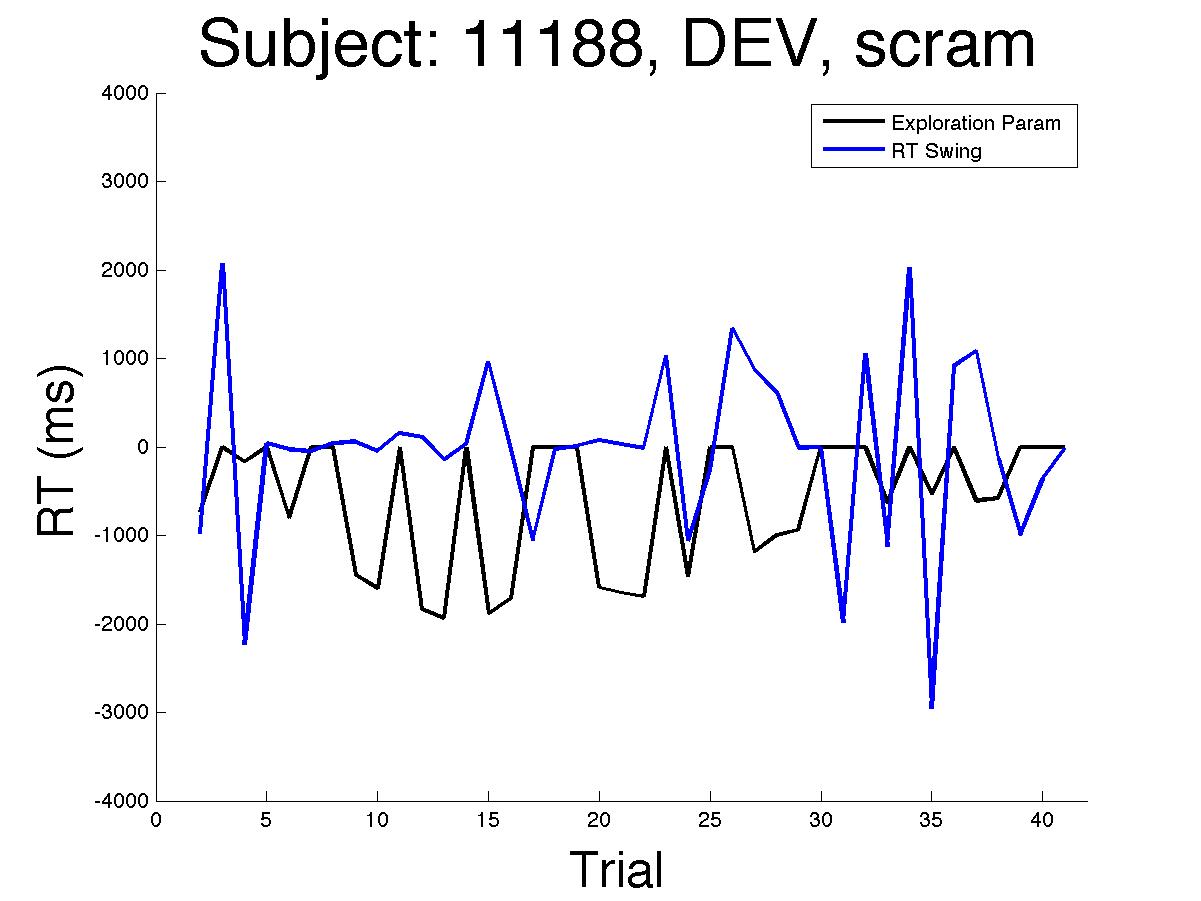 Subject: 11188, DEV, scram
4000
3000
2000
1000
0
-1000
-2000
-3000
-4000
RT (ms)
Exploration Param
RT Swing
0 5 10 15 20 25 30 35 40
Trial